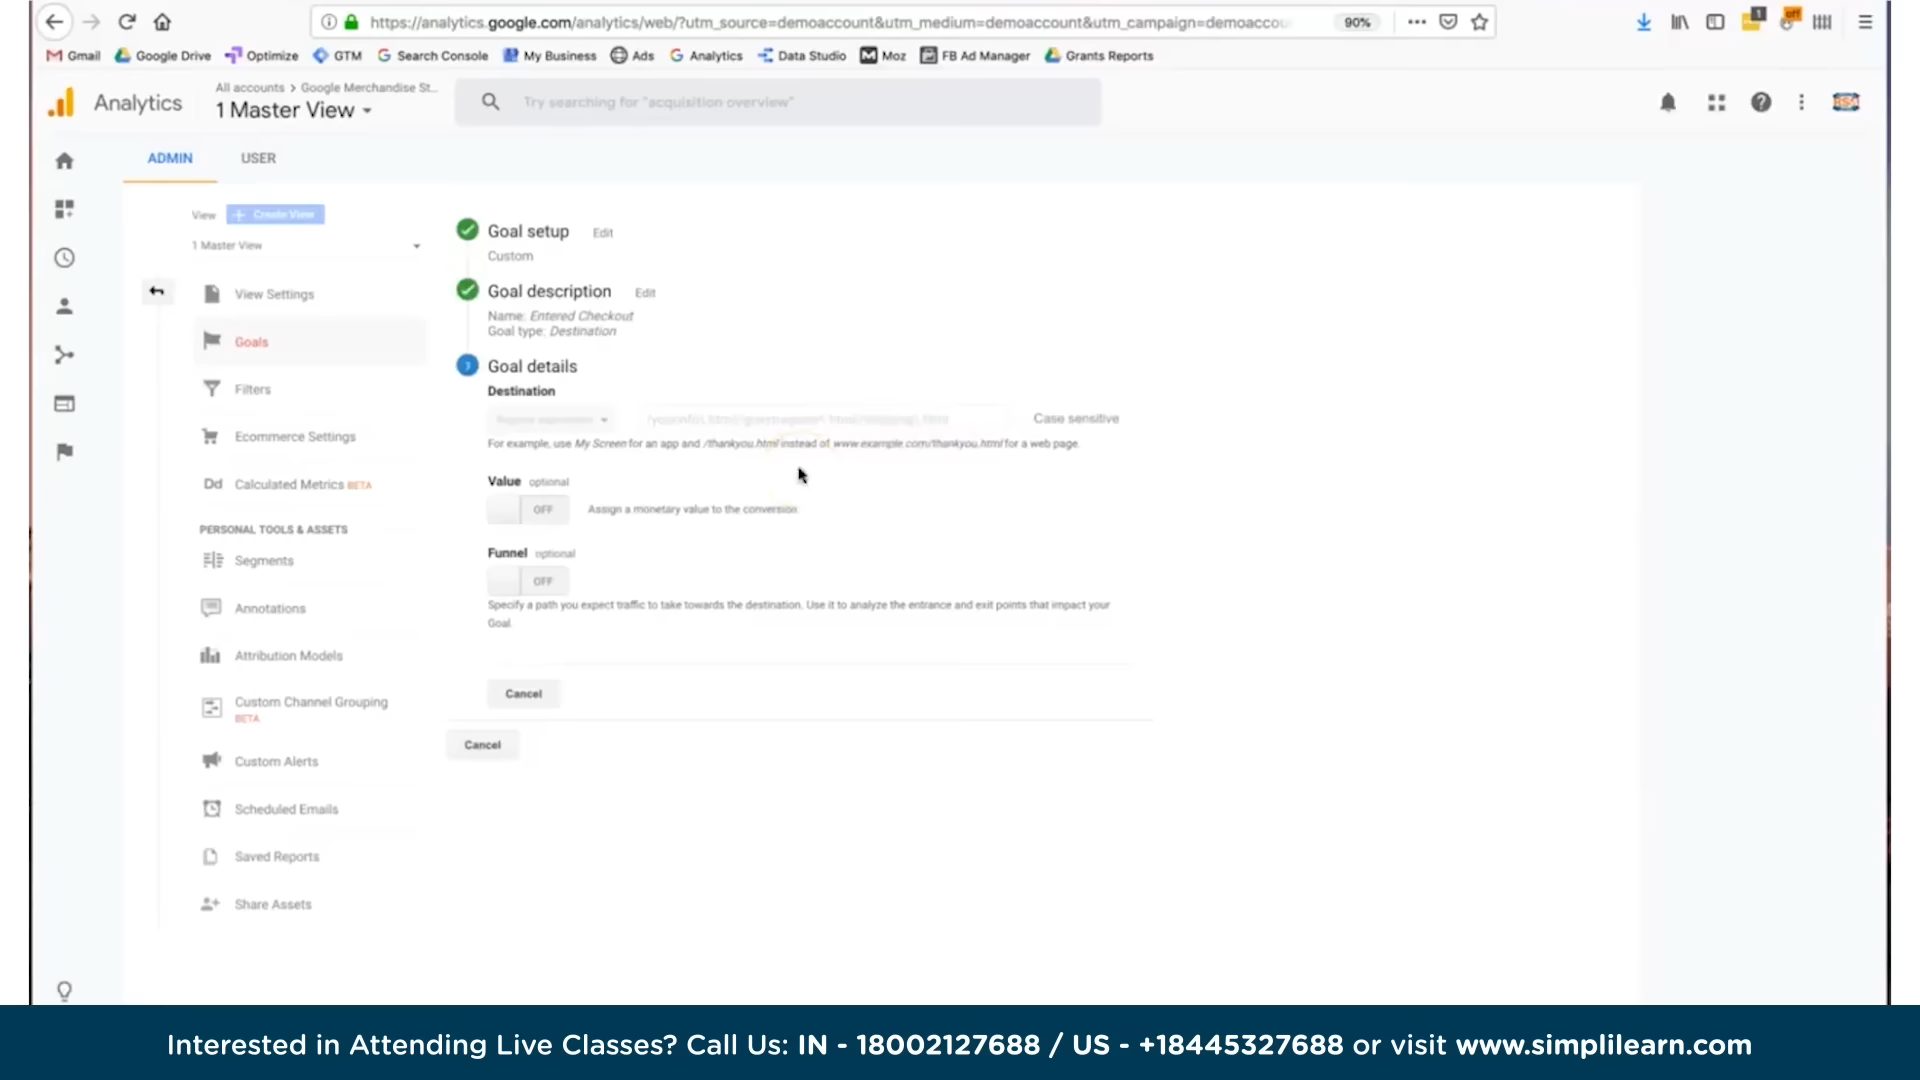 https://analytics.google.com/analytics/web/?utm_source=demoaccount&utm_medium=demoaccount&utm_campaign=demoaccou
90%
1
off
Gmail Google Drive Optimize GTM Search Console My Business Ads Analytics Data Studio Moz FB Ad Manager Grants Reports
Analytics
All accounts > Google Merchandise St...
1 Master View
Try searching for "acquisition overview"
ADMIN USER
View + Create View
1 Master View
View Settings
Goals
Filters
Ecommerce Settings
Dd Calculated Metrics BETA
PERSONAL TOOLS & ASSETS
Segments
Annotations
Attribution Models
Custom Channel Grouping
BETA
Custom Alerts
Scheduled Emails
Saved Reports
Share Assets
Goal setup Edit
Custom
Goal description Edit
Name: Entered Checkout
Goal type: Destination
3 Goal details
Destination
Case sensitive
For example, use My Screen for an app and /thankyou.html instead of www.example.com/thankyou.html for a web page.
Value optional
OFF Assign a monetary value to the conversion.
Funnel optional
OFF
Specify a path you expect traffic to take towards the destination. Use it to analyze the entrance and exit points that impact your
Goal.
Cancel
Cancel
Interested in Attending Live Classes? Call Us: IN - 18002127688 / US - +18445327688 or visit www.simplilearn.com